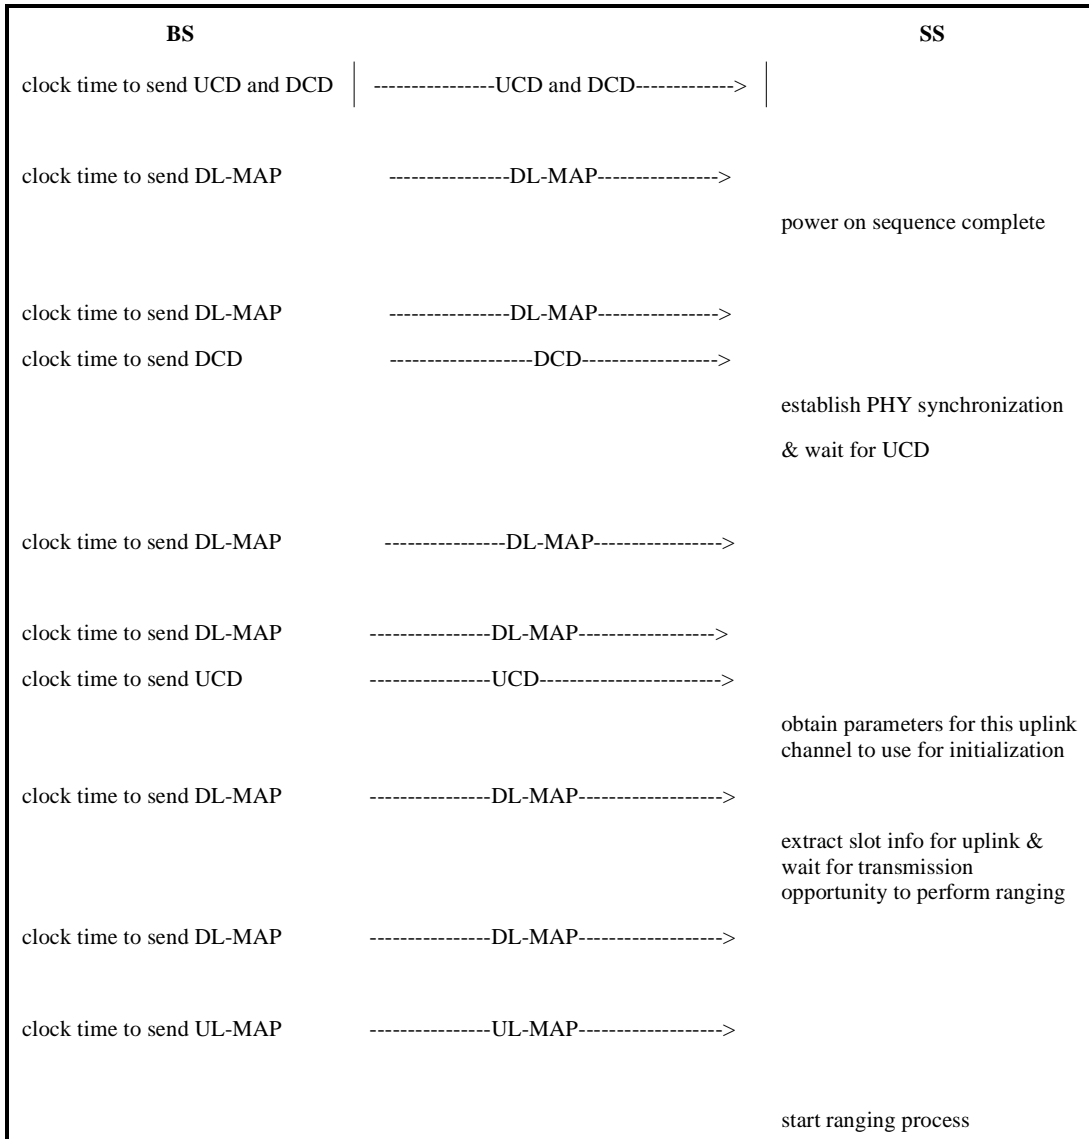 BS SS
clock time to send UCD and DCD ----------------UCD and DCD------------->
clock time to send DL-MAP ----------------DL-MAP---------------->
power on sequence complete
clock time to send DL-MAP ----------------DL-MAP---------------->
clock time to send DCD -------------------DCD------------------>
establish PHY synchronization
& wait for UCD
clock time to send DL-MAP ----------------DL-MAP----------------->
clock time to send DL-MAP ----------------DL-MAP------------------>
clock time to send UCD ----------------UCD------------------------>
obtain parameters for this uplink
channel to use for initialization
clock time to send DL-MAP ----------------DL-MAP------------------->
extract slot info for uplink &
wait for transmission
opportunity to perform ranging
clock time to send DL-MAP ----------------DL-MAP------------------->
clock time to send UL-MAP ----------------UL-MAP------------------->
start ranging process